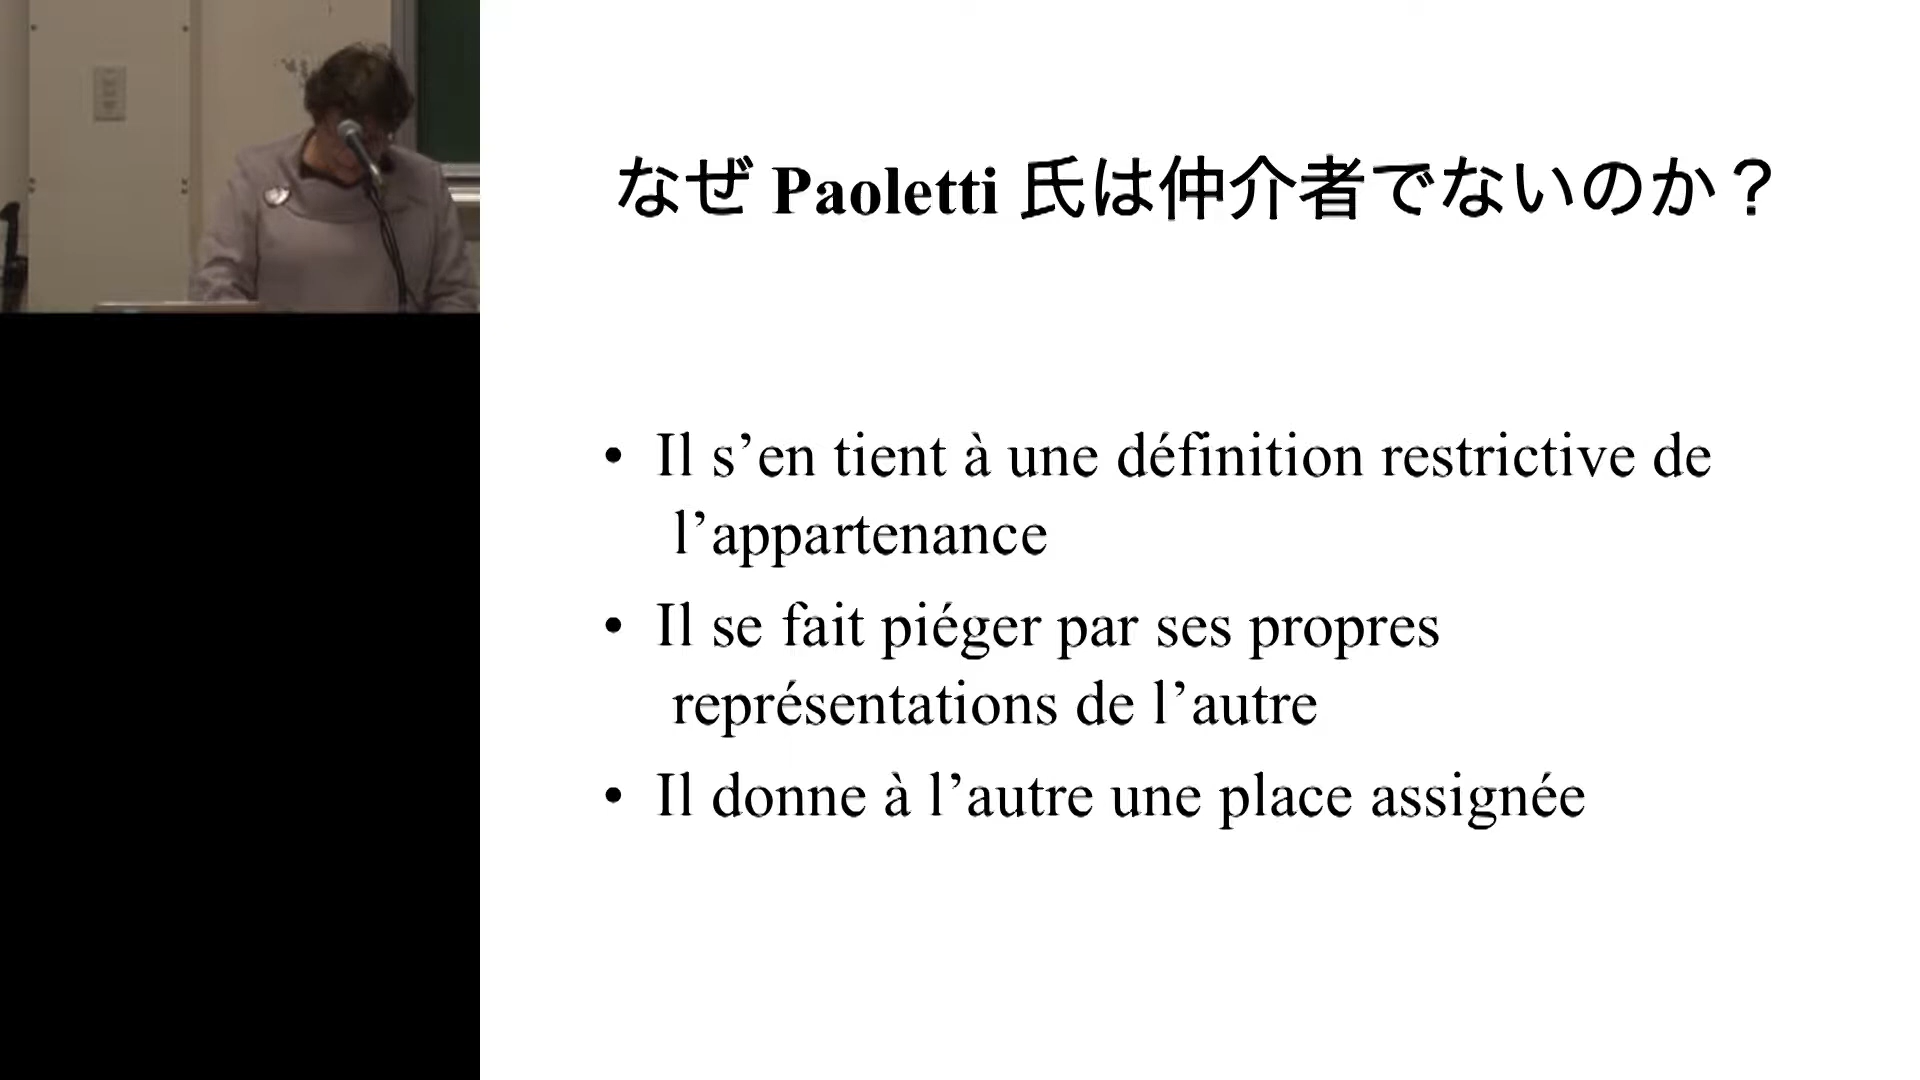 なぜ Paoletti 氏は仲介者でないのか？
• Il s’en tient à une définition restrictive de
l’appartenance
• Il se fait piéger par ses propres
représentations de l’autre
• Il donne à l’autre une place assignée